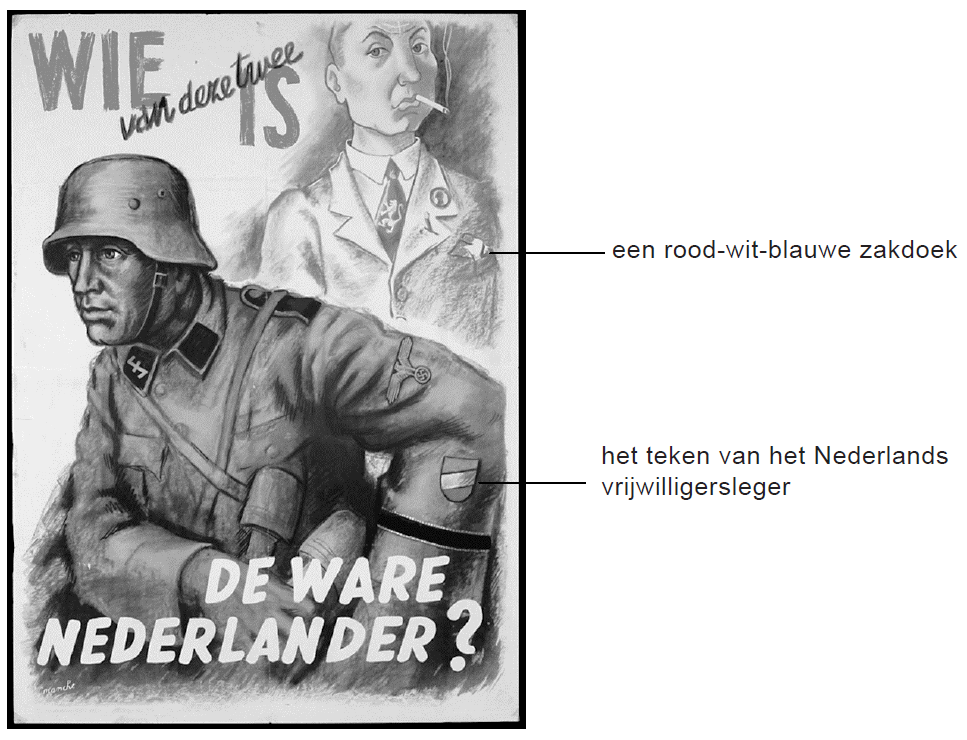 WIE
van deze twee
IS
een rood-wit-blauwe zakdoek
het teken van het Nederlands
vrijwilligersleger
DE WARE
NEDERLANDER?
manche